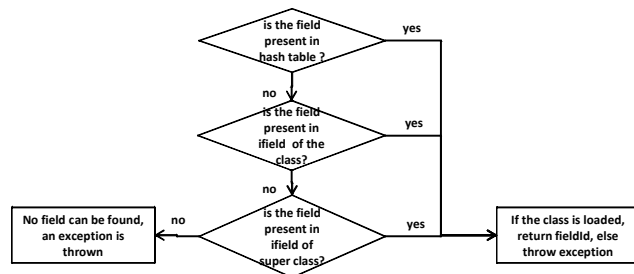 is the field
present in
hash table ?
yes
no
is the field
present in
ifield of the
class?
yes
no
is the field
present in
ifield of
super class?
no
yes
No field can be found,
an exception is
thrown
If the class is loaded,
return fieldId, else
throw exception